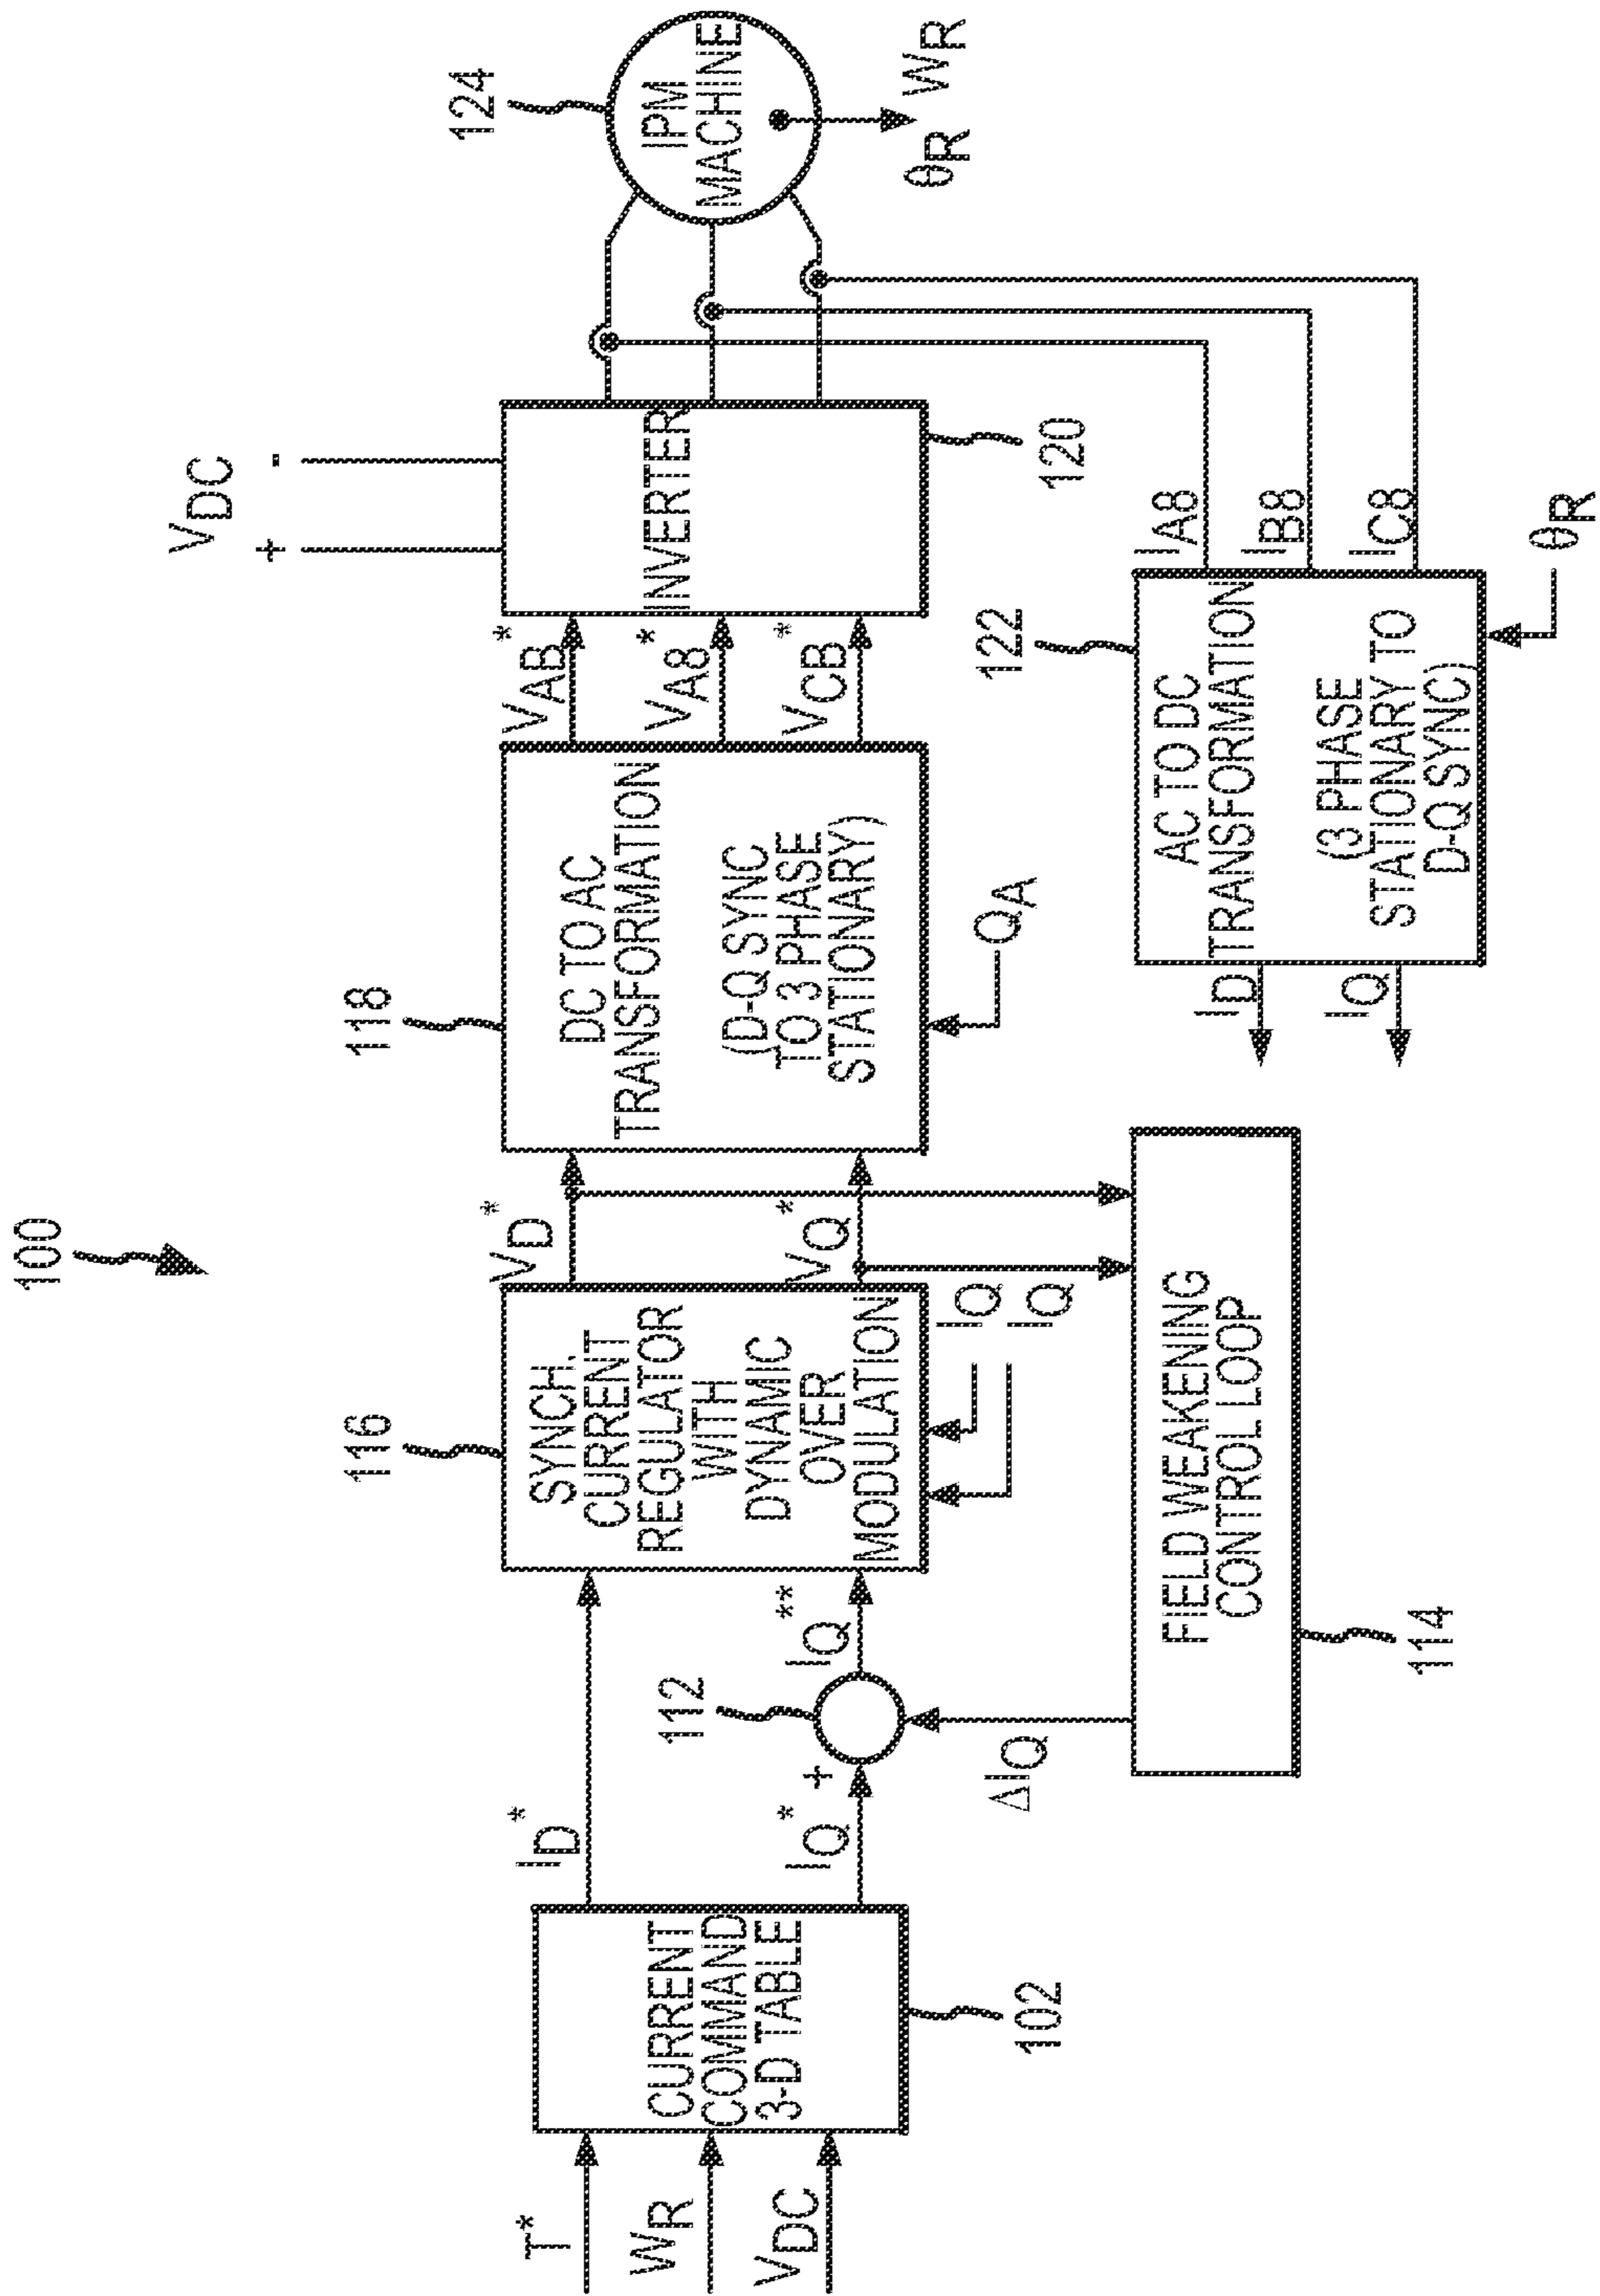 100
T*
WR
VDC
CURRENT
COMMAND
3-D TABLE
102
ID*
IQ*
+
112
IQ**
ΔIQ
FIELD WEAKENING
CONTROL LOOP
114
116
SYNCH.
CURRENT
REGULATOR
WITH
DYNAMIC
OVER
MODULATION
IQ
IQ
VD*
VQ*
118
DC TO AC
TRANSFORMATION
(D-Q SYNC
TO 3 PHASE
STATIONARY)
QA
VAB*
VA8*
VCB*
VDC
+ -
INVERTER
120
124
IPM
MACHINE
θR WR
122
AC TO DC
TRANSFORMATION
(3 PHASE
STATIONARY TO
D-Q SYNC)
IA8
IB8
IC8
θR
ID
IQ